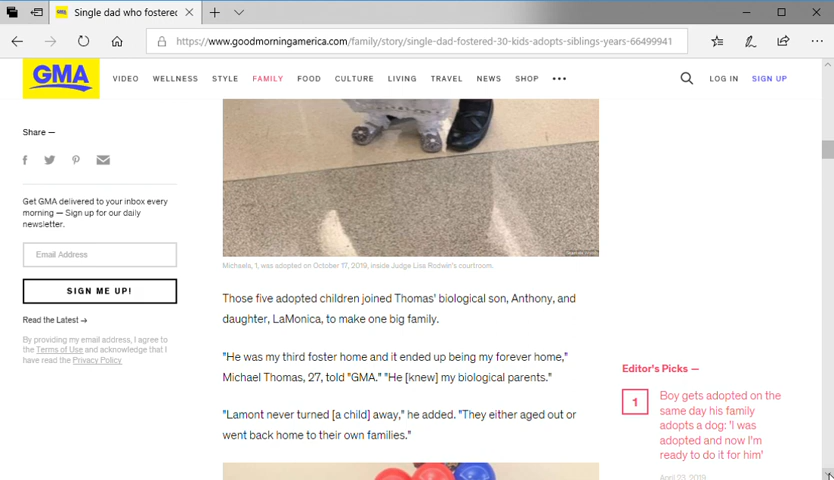 Single dad who fostered
https://www.goodmorningamerica.com/family/story/single-dad-fostered-30-kids-adopts-siblings-years-66499941
GMA
VIDEO WELLNESS STYLE FAMILY FOOD CULTURE LIVING TRAVEL NEWS SHOP ••• LOG IN SIGN UP
Share —
Get GMA delivered to your inbox every
morning — Sign up for our daily
newsletter.
Email Address
SIGN ME UP!
Read the Latest →
By providing my email address, I agree to
the Terms of Use and acknowledge that I
have read the Privacy Policy
Michaela, 1, was adopted on October 17, 2019, inside Judge Liss Rodwin's courtroom.
Those five adopted children joined Thomas' biological son, Anthony, and
daughter, LaMonica, to make one big family.
"He was my third foster home and it ended up being my forever home,"
Michael Thomas, 27, told "GMA." "He [knew] my biological parents."
"Lamont never turned [a child] away," he added. "They either aged out or
went back home to their own families."
Editor's Picks —
1
Boy gets adopted on the
same day his family
adopts a dog: 'I was
adopted and now I'm
ready to do it for him'
April 23, 2019